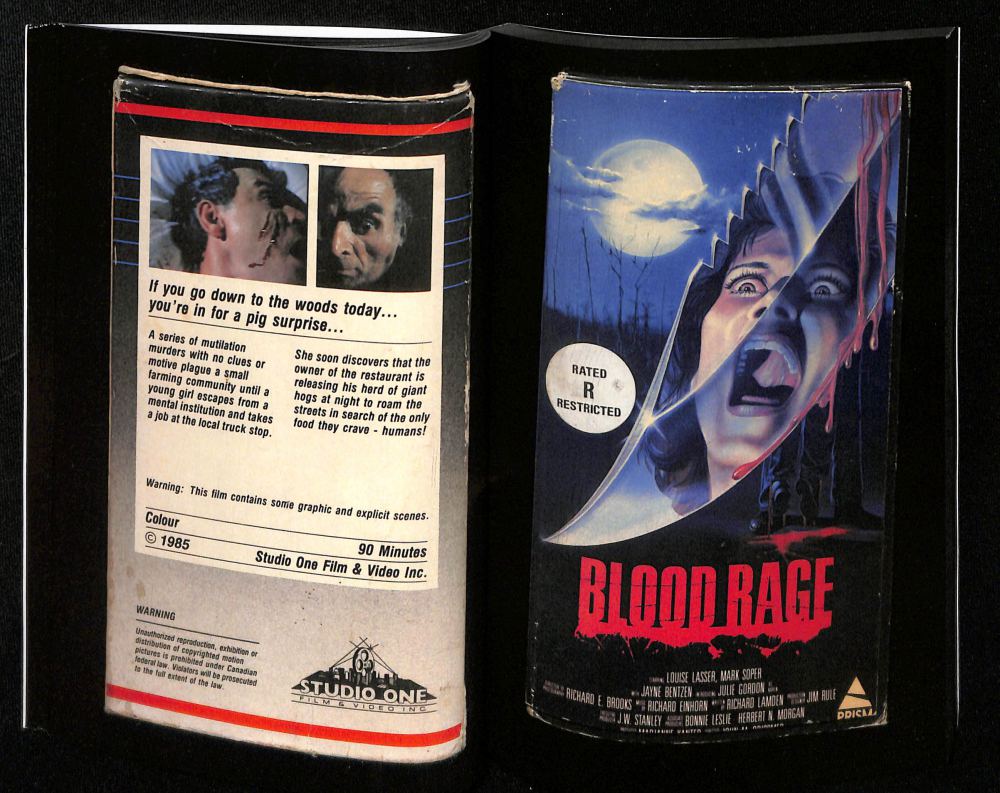 If you go down to the woods today...
you're in for a pig surprise...
A series of mutilation
murders with no clues or
motive plague a small
farming community until a
young girl escapes from a
mental institution and takes
a job at the local truck stop.
She soon discovers that the
owner of the restaurant is
releasing his herd of giant
hogs at night to roam the
streets in search of the only
food they crave - humans!
Warning: This film contains some graphic and explicit scenes.
Colour
90 Minutes
© 1985
Studio One Film & Video Inc.
WARNING
Unauthorized reproduction, exhibition or
distribution of copyrighted motion
pictures is prohibited under Canadian
federal law. Violators will be prosecuted
to the full extent of the law.
STUDIO ONE
FILM & VIDEO INC
RATED
R
RESTRICTED
BLOOD RAGE
LOUISE LASSER, MARK SOPER
JAYNE BENTZEN JULIE GORDON
RICHARD E. BROOKS RICHARD EINHORN RICHARD LAMDEN JIM RULE
J.W. STANLEY BONNIE LESLIE HERBERT N. MORGAN
PRISM